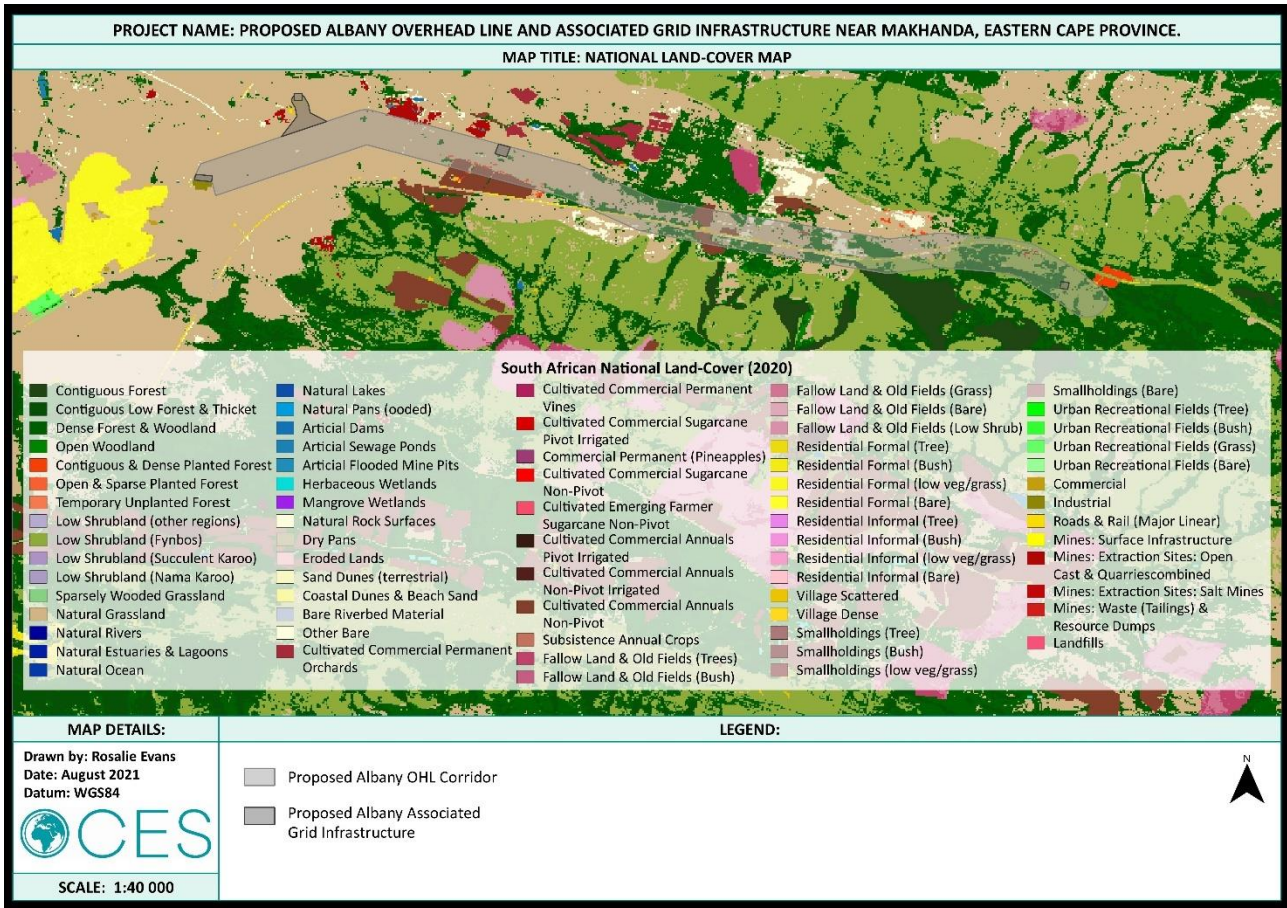 PROJECT NAME: PROPOSED ALBANY OVERHEAD LINE AND ASSOCIATED GRID INFRASTRUCTURE NEAR MAKHANDA, EASTERN CAPE PROVINCE.
MAP TITLE: NATIONAL LAND-COVER MAP
South African National Land-Cover (2020)
Contiguous Forest
Contiguous Low Forest & Thicket
Dense Forest & Woodland
Open Woodland
Contiguous & Dense Planted Forest
Open & Sparse Planted Forest
Temporary Unplanted Forest
Low Shrubland (other regions)
Low Shrubland (Fynbos)
Low Shrubland (Succulent Karoo)
Low Shrubland (Nama Karoo)
Sparsely Wooded Grassland
Natural Grassland
Natural Rivers
Natural Estuaries & Lagoons
Natural Ocean
Natural Lakes
Natural Pans (ooded)
Articial Dams
Articial Sewage Ponds
Articial Flooded Mine Pits
Herbaceous Wetlands
Mangrove Wetlands
Natural Rock Surfaces
Dry Pans
Eroded Lands
Sand Dunes (terrestrial)
Coastal Dunes & Beach Sand
Bare Riverbed Material
Other Bare
Cultivated Commercial Permanent
Orchards
Cultivated Commercial Permanent
Vines
Cultivated Commercial Sugarcane
Pivot Irrigated
Commercial Permanent (Pineapples)
Cultivated Commercial Sugarcane
Non-Pivot
Cultivated Emerging Farmer
Sugarcane Non-Pivot
Cultivated Commercial Annuals
Pivot Irrigated
Cultivated Commercial Annuals
Non-Pivot Irrigated
Cultivated Commercial Annuals
Non-Pivot
Subsistence Annual Crops
Fallow Land & Old Fields (Trees)
Fallow Land & Old Fields (Bush)
Fallow Land & Old Fields (Grass)
Fallow Land & Old Fields (Bare)
Fallow Land & Old Fields (Low Shrub)
Residential Formal (Tree)
Residential Formal (Bush)
Residential Formal (low veg/grass)
Residential Formal (Bare)
Residential Informal (Tree)
Residential Informal (Bush)
Residential Informal (low veg/grass)
Residential Informal (Bare)
Village Scattered
Village Dense
Smallholdings (Tree)
Smallholdings (Bush)
Smallholdings (low veg/grass)
Smallholdings (Bare)
Urban Recreational Fields (Tree)
Urban Recreational Fields (Bush)
Urban Recreational Fields (Grass)
Urban Recreational Fields (Bare)
Commercial
Industrial
Roads & Rail (Major Linear)
Mines: Surface Infrastructure
Mines: Extraction Sites: Open
Cast & Quarriescombined
Mines: Extraction Sites: Salt Mines
Mines: Waste (Tailings) &
Resource Dumps
Landfills
MAP DETAILS:
Drawn by: Rosalie Evans
Date: August 2021
Datum: WGS84
CES
SCALE: 1:40 000
LEGEND:
Proposed Albany OHL Corridor
Proposed Albany Associated
Grid Infrastructure
N